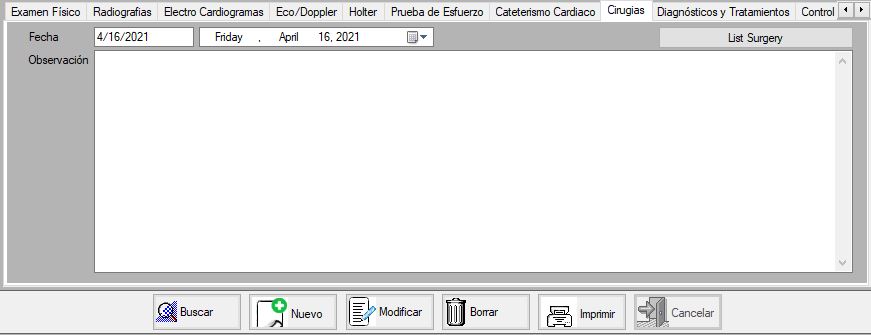 Examen Físico Radiografias Electro Cardiogramas Eco/Doppler Holter Prueba de Esfuerzo Cateterismo Cardiaco Cirugias Diagnósticos y Tratamientos Control
Fecha 4/16/2021 Friday , April 16, 2021 List Surgery
Observación
Buscar Nuevo Modificar Borrar Imprimir Cancelar